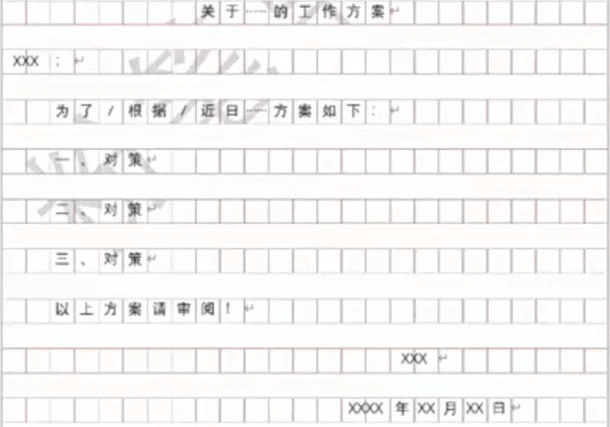 关于……的工作方案
XXX：
为了/根据/近日……方案如下：
一、对策
二、对策
三、对策
以上方案请审阅！
XXX
XXXX年XX月XX日